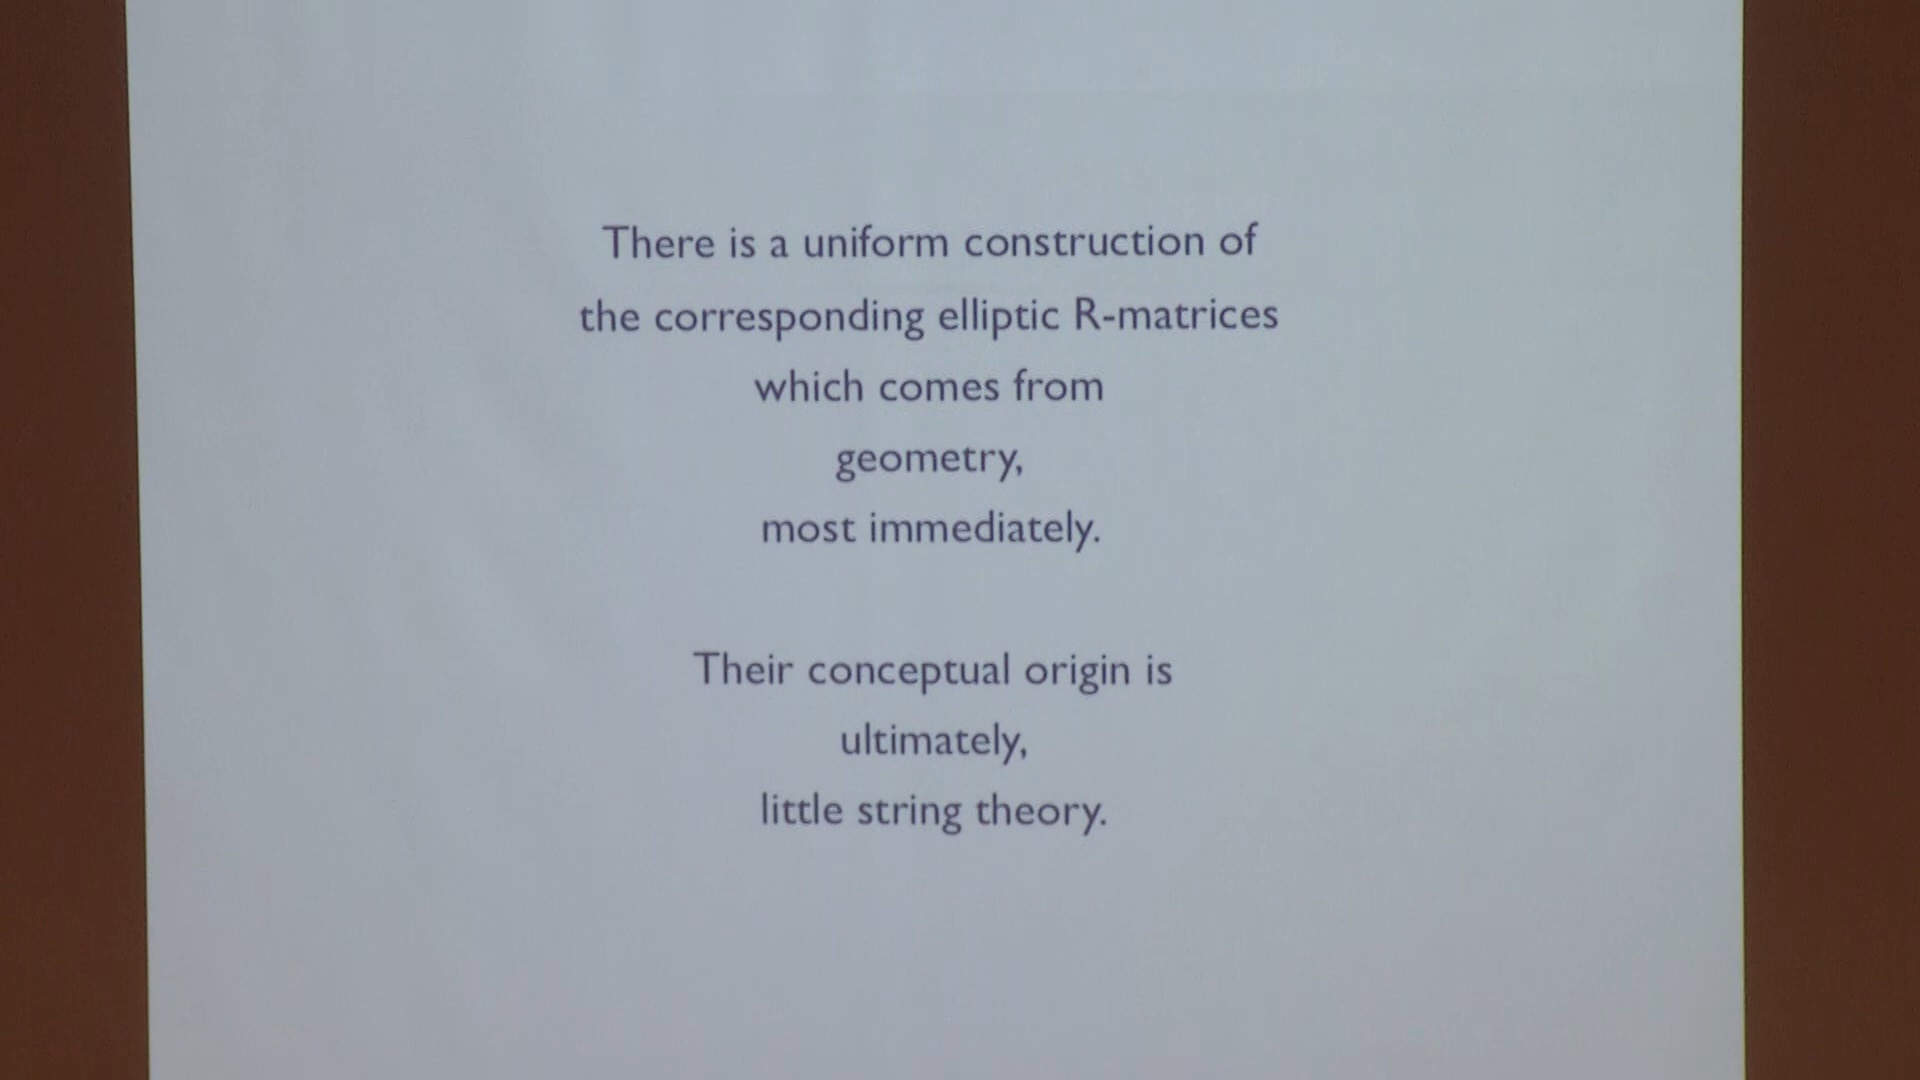 There is a uniform construction of
the corresponding elliptic R-matrices
which comes from
geometry,
most immediately.
Their conceptual origin is
ultimately,
little string theory.